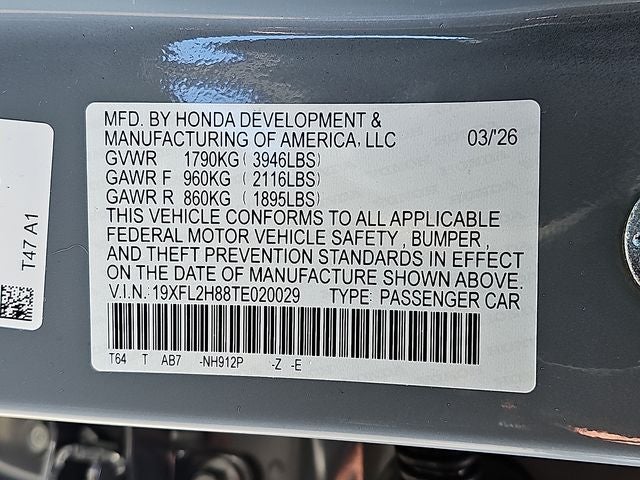 MFD. BY HONDA DEVELOPMENT &
MANUFACTURING OF AMERICA, LLC 03/'26
GVWR 1790KG ( 3946LBS )
GAWR F 960KG ( 2116LBS )
GAWR R 860KG ( 1895LBS )
THIS VEHICLE CONFORMS TO ALL APPLICABLE
FEDERAL MOTOR VEHICLE SAFETY , BUMPER ,
AND THEFT PREVENTION STANDARDS IN EFFECT
ON THE DATE OF MANUFACTURE SHOWN ABOVE.
V.I.N. 19XFL2H88TE020029 TYPE: PASSENGER CAR
T64 T AB7 -NH912P -Z -E
T47 A1